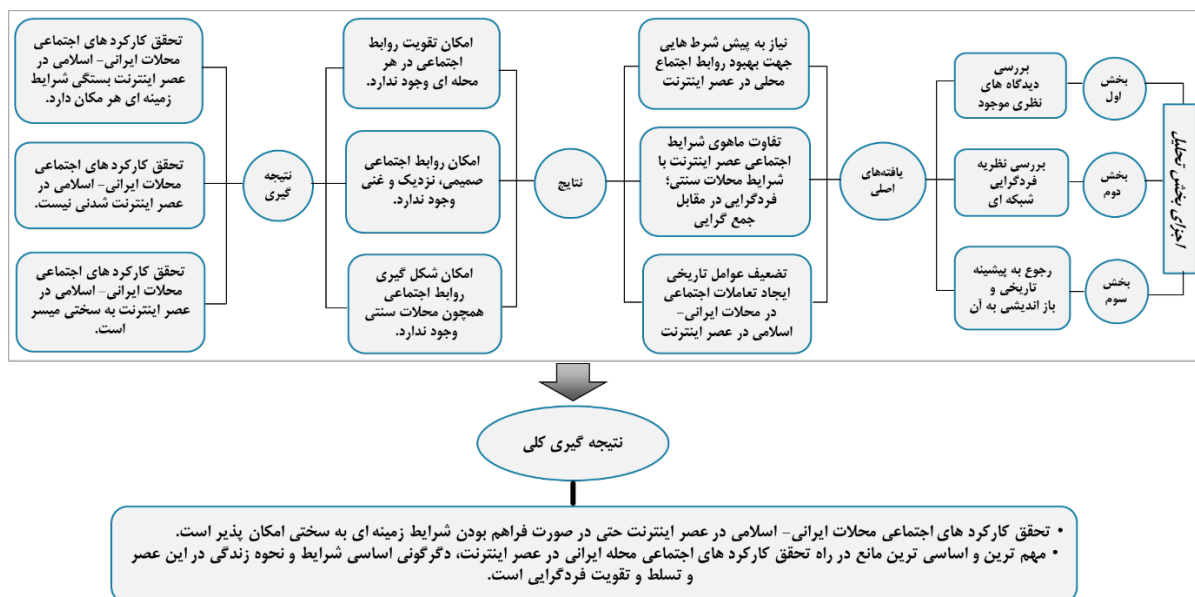 اجزای بخش تحلیل
بخش
اول
بررسی
دیدگاه های
نظری موجود
بخش
دوم
بررسی نظریه
فردگرایی
شبکه ای
بخش
سوم
رجوع به پیشینه
تاریخی و
باز اندیشی به آن
یافته‌های
اصلی
نیاز به پیش شرط هایی
جهت بهبود روابط اجتماع
محلی در عصر اینترنت
تفاوت ماهوی شرایط
اجتماعی عصر اینترنت با
شرایط محلات سنتی؛
فردگرایی در مقابل
جمع گرایی
تضعیف عوامل تاریخی
ایجاد تعاملات اجتماعی
در محلات ایرانی-
اسلامی در عصر اینترنت
نتایج
امکان تقویت روابط
اجتماعی در هر
محله ای وجود ندارد.
امکان روابط اجتماعی
صمیمی، نزدیک و غنی
وجود ندارد.
امکان شکل گیری
روابط اجتماعی
همچون محلات سنتی
وجود ندارد.
نتیجه
گیری
تحقق کارکرد های اجتماعی
محلات ایرانی- اسلامی در
عصر اینترنت بستگی شرایط
زمینه ای هر مکان دارد.
تحقق کارکرد های اجتماعی
محلات ایرانی- اسلامی در
عصر اینترنت شدنی نیست.
تحقق کارکرد های اجتماعی
محلات ایرانی- اسلامی در
عصر اینترنت به سختی میسر
است.
نتیجه گیری کلی
• تحقق کارکرد های اجتماعی محلات ایرانی- اسلامی در عصر اینترنت حتی در صورت فراهم بودن شرایط زمینه ای به سختی امکان پذیر است.
• مهم ترین و اساسی ترین مانع در راه تحقق کارکرد های اجتماعی محله ایرانی در عصر اینترنت، دگرگونی اساسی شرایط و نحوه زندگی در این عصر
و تسلط و تقویت فردگرایی است.